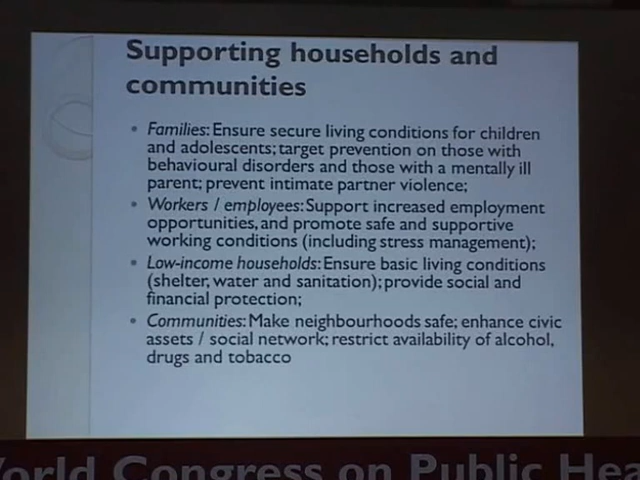 Supporting households and
communities
• Families: Ensure secure living conditions for children
and adolescents; target prevention on those with
behavioural disorders and those with a mentally ill
parent; prevent intimate partner violence;
• Workers / employees: Support increased employment
opportunities, and promote safe and supportive
working conditions (including stress management);
• Low-income households: Ensure basic living conditions
(shelter, water and sanitation); provide social and
financial protection;
• Communities: Make neighbourhoods safe; enhance civic
assets / social network; restrict availability of alcohol,
drugs and tobacco
orld Congress on Public Hea